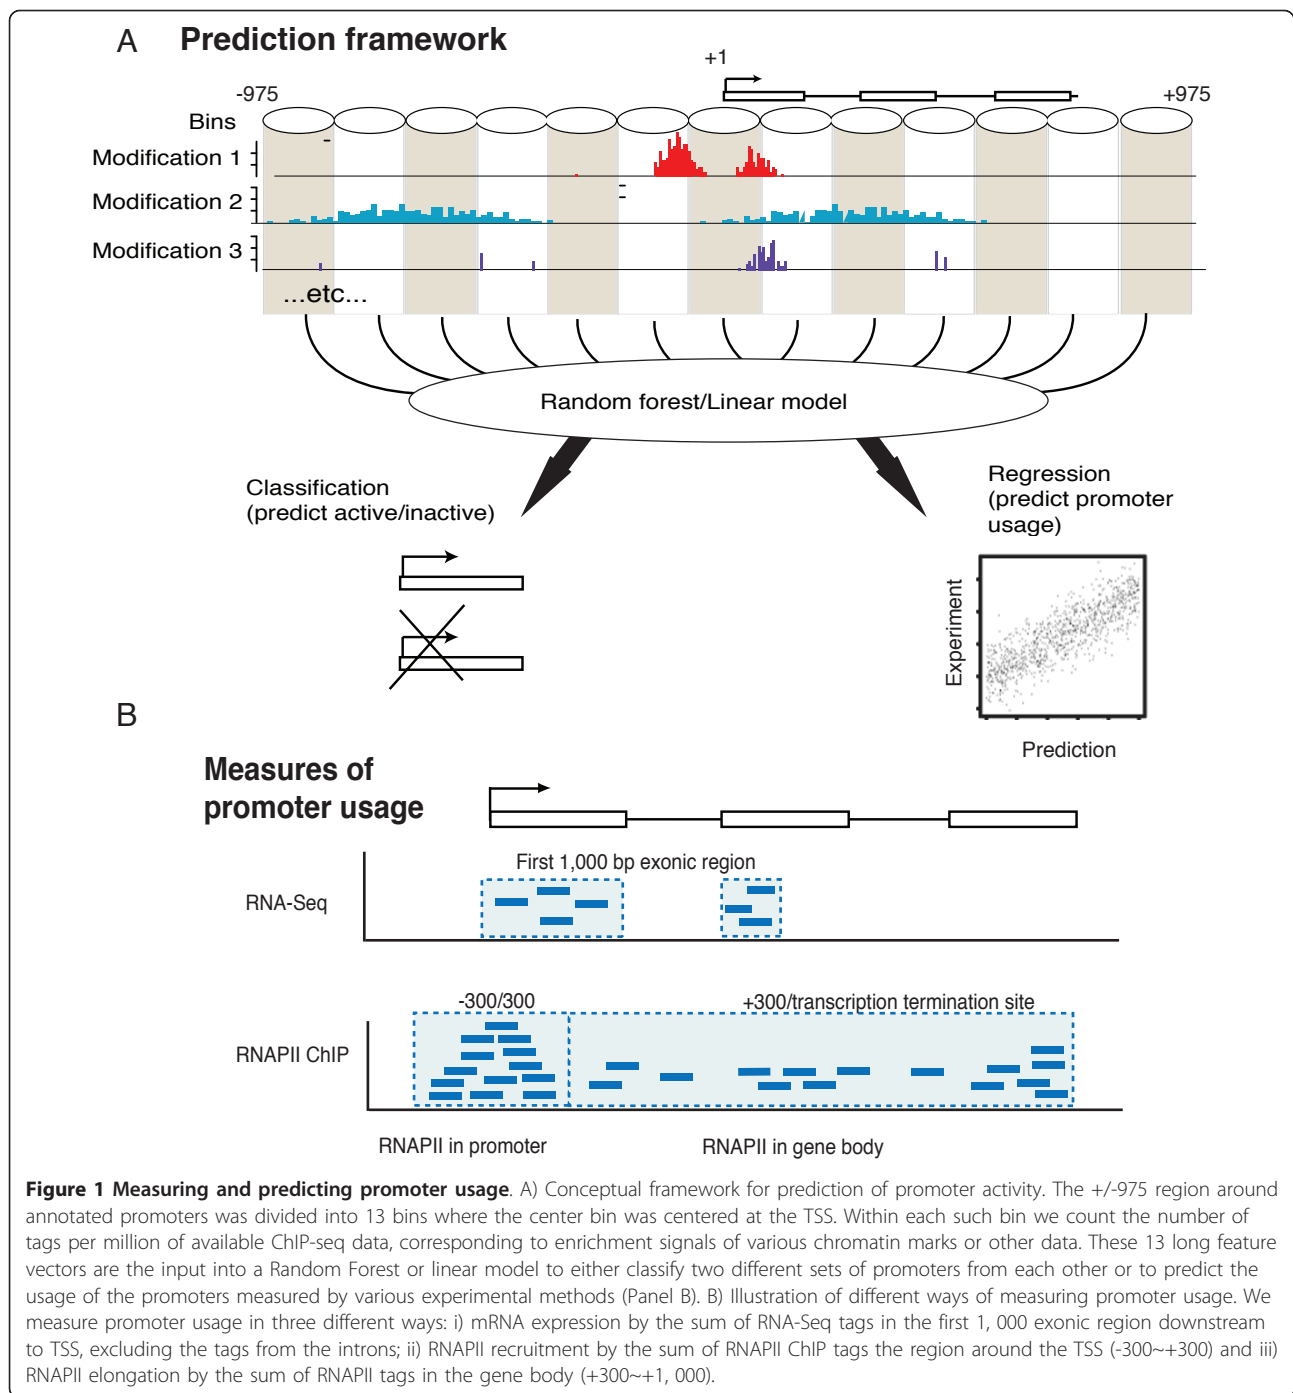 A Prediction framework
+1
-975
+975
Bins
Modification 1
Modification 2
Modification 3
...etc...
Random forest/Linear model
Classification
(predict active/inactive)
Regression
(predict promoter
usage)
Experiment
Prediction
B
Measures of
promoter usage
First 1,000 bp exonic region
RNA-Seq
-300/300
+300/transcription termination site
RNAPII ChIP
RNAPII in promoter
RNAPII in gene body
Figure 1 Measuring and predicting promoter usage. A) Conceptual framework for prediction of promoter activity. The +/-975 region around
annotated promoters was divided into 13 bins where the center bin was centered at the TSS. Within each such bin we count the number of
tags per million of available ChIP-seq data, corresponding to enrichment signals of various chromatin marks or other data. These 13 long feature
vectors are the input into a Random Forest or linear model to either classify two different sets of promoters from each other or to predict the
usage of the promoters measured by various experimental methods (Panel B). B) Illustration of different ways of measuring promoter usage. We
measure promoter usage in three different ways: i) mRNA expression by the sum of RNA-Seq tags in the first 1, 000 exonic region downstream
to TSS, excluding the tags from the introns; ii) RNAPII recruitment by the sum of RNAPII ChIP tags the region around the TSS (-300~+300) and iii)
RNAPII elongation by the sum of RNAPII tags in the gene body (+300~+1, 000).